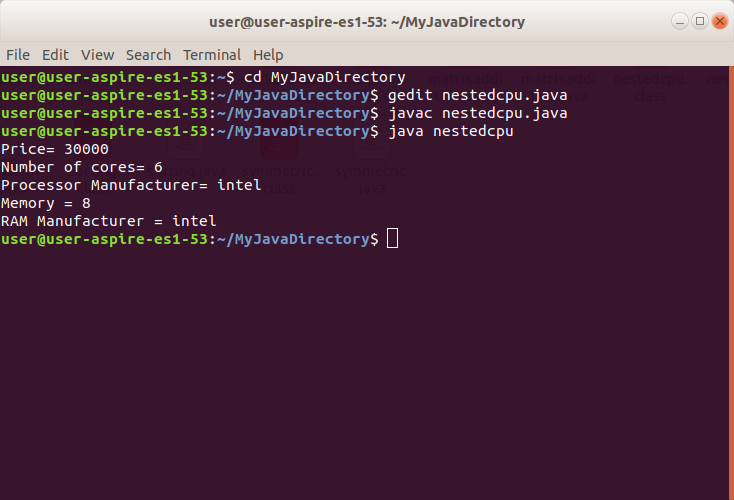 user@user-aspire-es1-53: ~/MyJavaDirectory
File Edit View Search Terminal Help
user@user-aspire-es1-53:~$ cd MyJavaDirectory
user@user-aspire-es1-53:~/MyJavaDirectory$ gedit nestedcpu.java
user@user-aspire-es1-53:~/MyJavaDirectory$ javac nestedcpu.java
user@user-aspire-es1-53:~/MyJavaDirectory$ java nestedcpu
Price= 30000
Number of cores= 6
Processor Manufacturer= intel
Memory = 8
RAM Manufacturer = intel
user@user-aspire-es1-53:~/MyJavaDirectory$